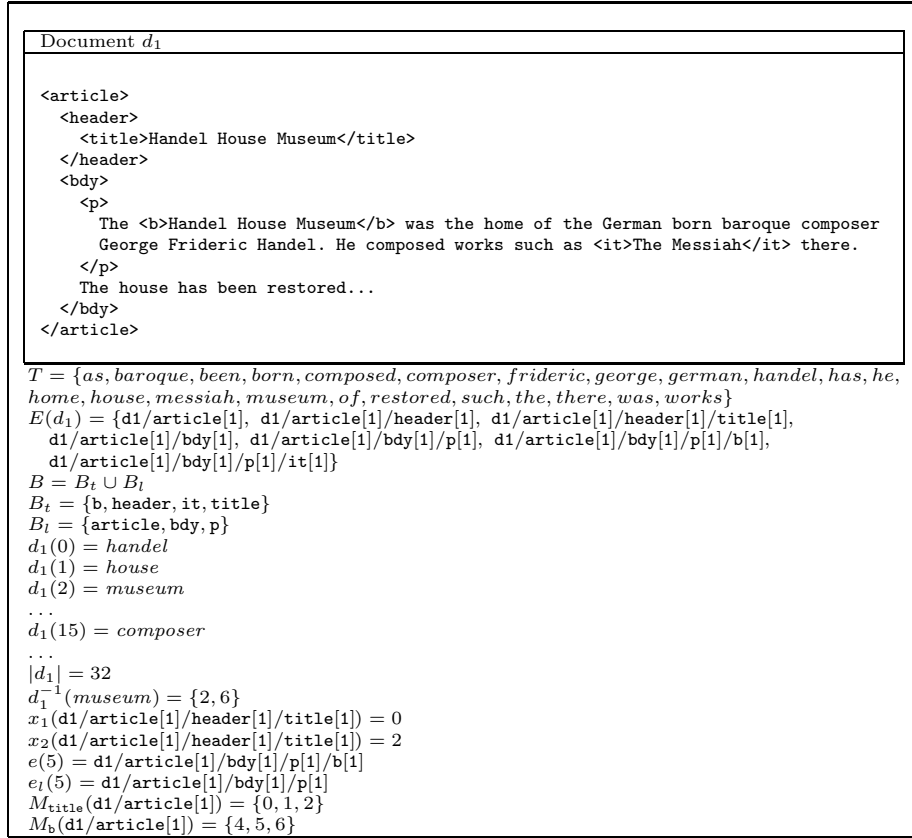 Document d₁
<article>
  <header>
    <title>Handel House Museum</title>
  </header>
  <bdy>
    <p>
      The <b>Handel House Museum</b> was the home of the German born baroque composer
      George Frideric Handel. He composed works such as <it>The Messiah</it> there.
    </p>
    The house has been restored...
  </bdy>
</article>
T = {as, baroque, been, born, composed, composer, frideric, george, german, handel, has, he,
home, house, messiah, museum, of, restored, such, the, there, was, works}
E(d₁) = {d1/article[1], d1/article[1]/header[1], d1/article[1]/header[1]/title[1],
d1/article[1]/bdy[1], d1/article[1]/bdy[1]/p[1], d1/article[1]/bdy[1]/p[1]/b[1],
d1/article[1]/bdy[1]/p[1]/it[1]}
B = Bₜ ∪ Bₗ
Bₜ = {b, header, it, title}
Bₗ = {article, bdy, p}
d₁(0) = handel
d₁(1) = house
d₁(2) = museum
...
d₁(15) = composer
...
|d₁| = 32
d₁⁻¹(museum) = {2, 6}
x₁(d1/article[1]/header[1]/title[1]) = 0
x₂(d1/article[1]/header[1]/title[1]) = 2
e(5) = d1/article[1]/bdy[1]/p[1]/b[1]
eₗ(5) = d1/article[1]/bdy[1]/p[1]
M_title(d1/article[1]) = {0, 1, 2}
M_b(d1/article[1]) = {4, 5, 6}